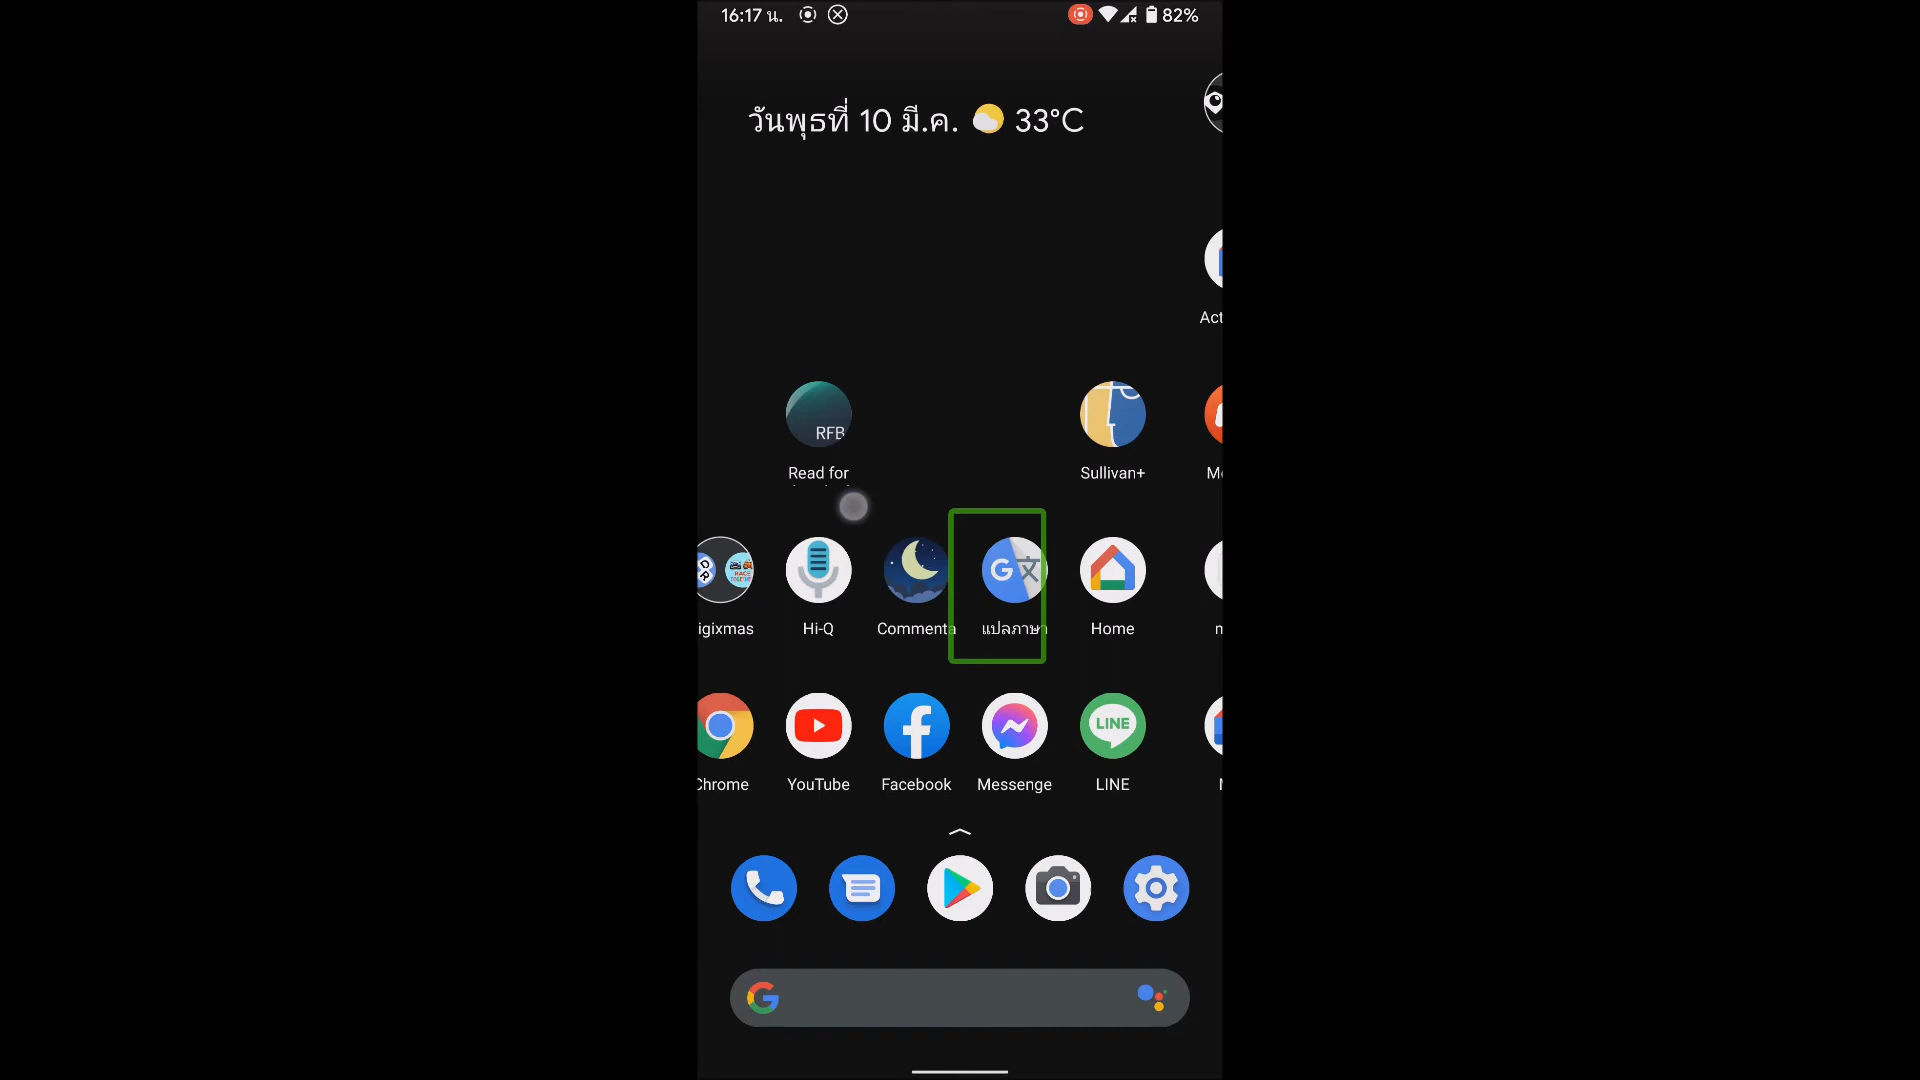 16:17 น.
82%
วันพุธที่ 10 มี.ค. 33°C
Act
RFB
Read for
Sullivan+
Mo
igixmas
Hi-Q
Commenta
แปลภาษา
Home
Chrome
YouTube
Facebook
Messenge
LINE
LINE